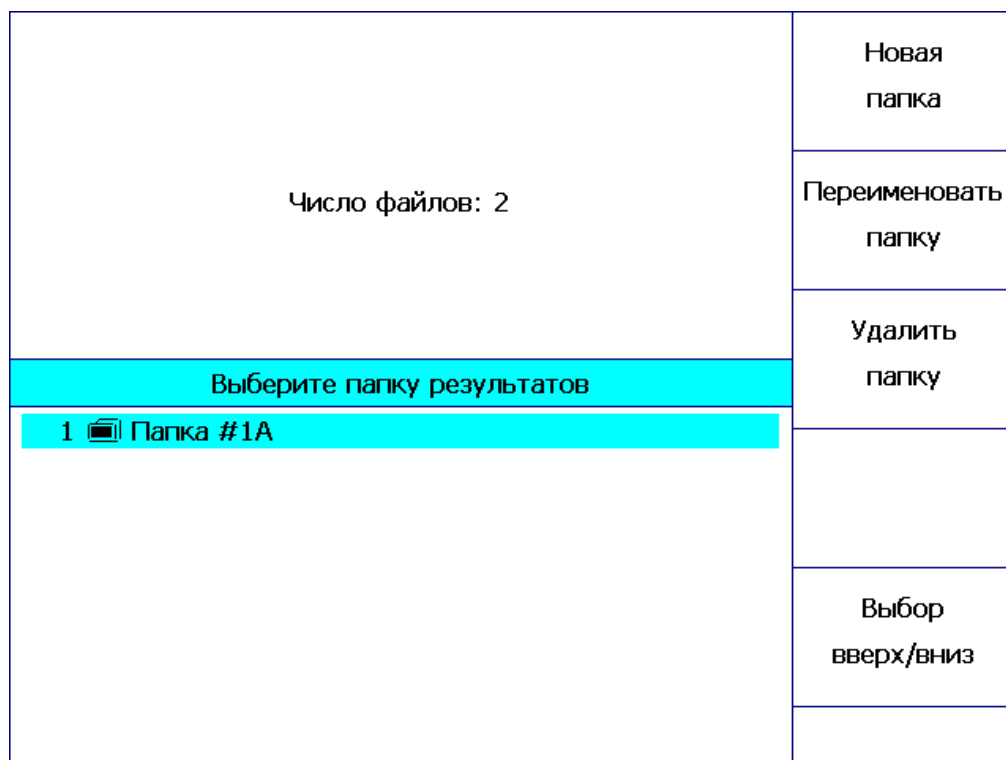 Число файлов: 2
Выберите папку результатов
1 Папка #1A
Новая
папка
Переименовать
папку
Удалить
папку
Выбор
вверх/вниз